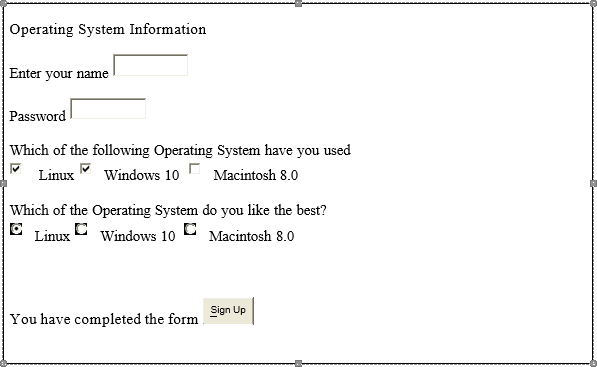 Operating System Information
Enter your name
Password
Which of the following Operating System have you used
Linux Windows 10 Macintosh 8.0
Which of the Operating System do you like the best?
Linux Windows 10 Macintosh 8.0
You have completed the form Sign Up